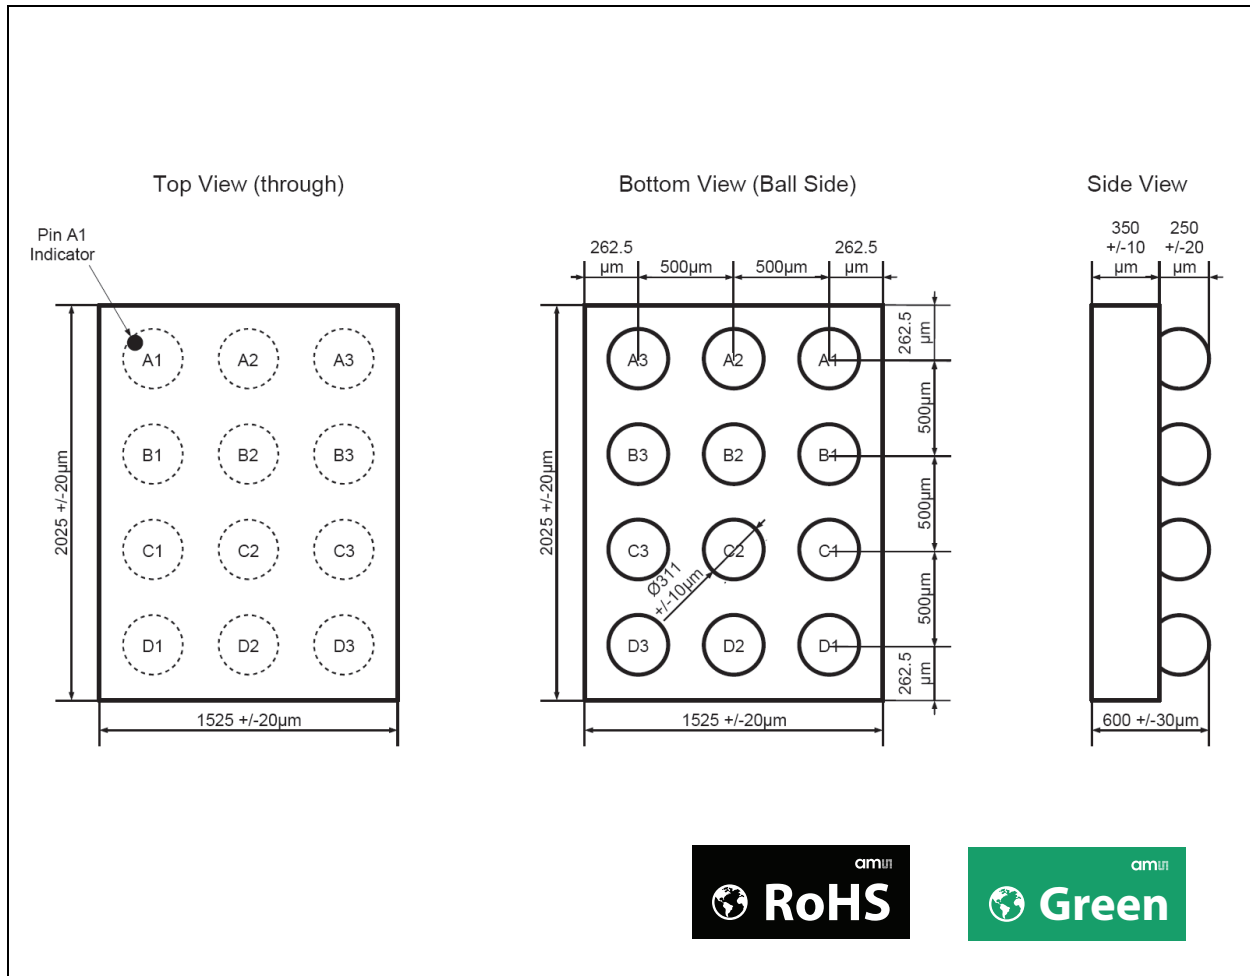 Top View (through)
Pin A1
Indicator
A1 A2 A3
B1 B2 B3
C1 C2 C3
D1 D2 D3
2025 +/-20µm
1525 +/-20µm
Bottom View (Ball Side)
262.5
µm
500µm
500µm
262.5
µm
A3 A2 A1
B3 B2 B1
C3 C2 C1
D3 D2 D1
Ø311
+/-10µm
2025 +/-20µm
262.5
µm
500µm
500µm
500µm
262.5
µm
1525 +/-20µm
Side View
350
+/-10
µm
250
+/-20
µm
600 +/-30µm
am
RoHS
am
Green